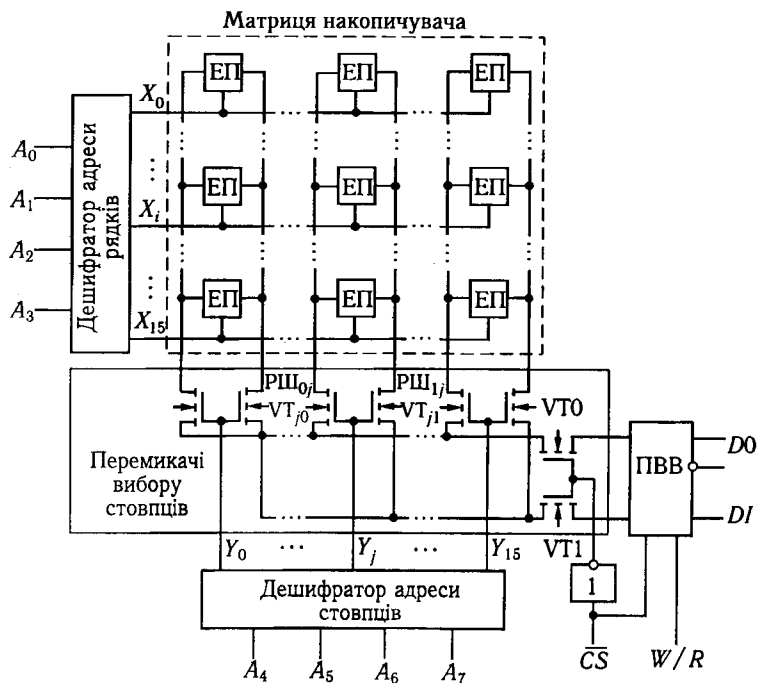 Матриця накопичувача
ЕП ЕП ЕП
X₀
A₀
A₁
A₂
A₃
Дешифратор адреси
рядків
ЕП ЕП ЕП
Xᵢ
ЕП ЕП ЕП
X₁₅
РШ₀ⱼ РШ₁ⱼ
VTⱼ₀ VTⱼ₁ VT0
Перемикачі
вибору
стовпців
ПВВ
D0
DI
VT1
Y₀ ... Yⱼ ... Y₁₅
1
Дешифратор адреси
стовпців
C̅S̅ W/R
A₄ A₅ A₆ A₇